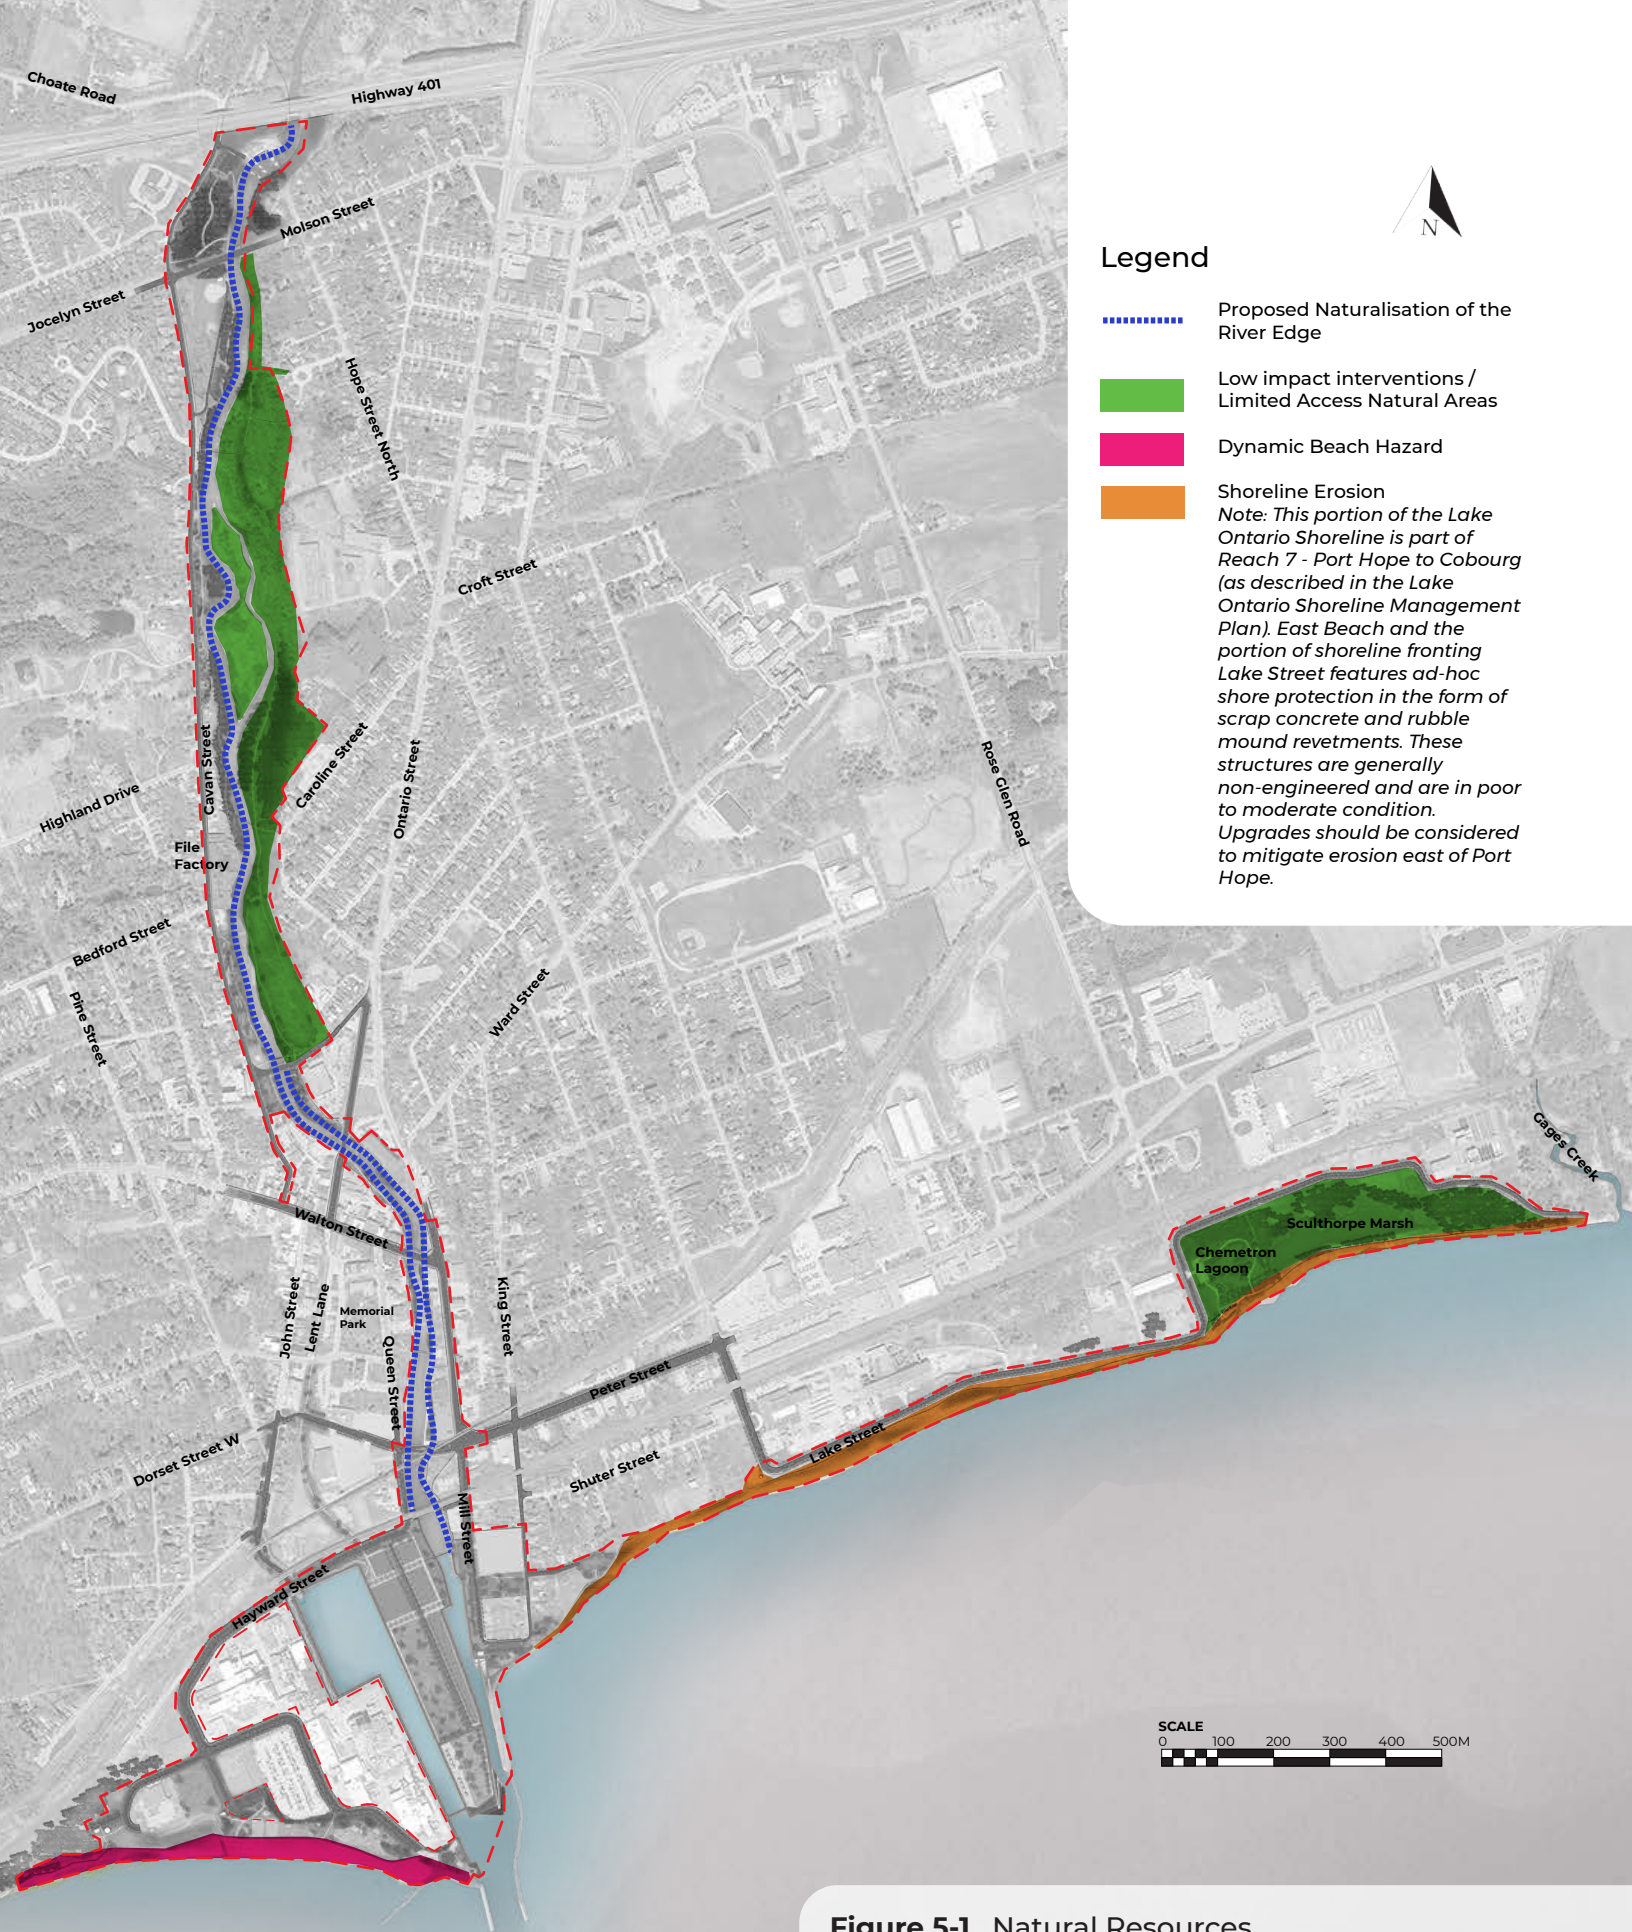 Choate Road
Highway 401
Molson Street
Jocelyn Street
Hope Street North
Croft Street
Cavan Street
Caroline Street
Ontario Street
Highland Drive
File
Factory
Rose Glen Road
Bedford Street
Pine Street
Ward Street
Gages Creek
Walton Street
Sculthorpe Marsh
Chemetron
Lagoon
John Street
Lent Lane
Memorial
Park
Queen Street
King Street
Peter Street
Dorset Street W
Lake Street
Shuter Street
Mill Street
Hayward Street
N
Legend
Proposed Naturalisation of the
River Edge
Low impact interventions /
Limited Access Natural Areas
Dynamic Beach Hazard
Shoreline Erosion
Note: This portion of the Lake
Ontario Shoreline is part of
Reach 7 - Port Hope to Cobourg
(as described in the Lake
Ontario Shoreline Management
Plan). East Beach and the
portion of shoreline fronting
Lake Street features ad-hoc
shore protection in the form of
scrap concrete and rubble
mound revetments. These
structures are generally
non-engineered and are in poor
to moderate condition.
Upgrades should be considered
to mitigate erosion east of Port
Hope.
SCALE
0 100 200 300 400 500M
Figure 5-1 Natural Resources